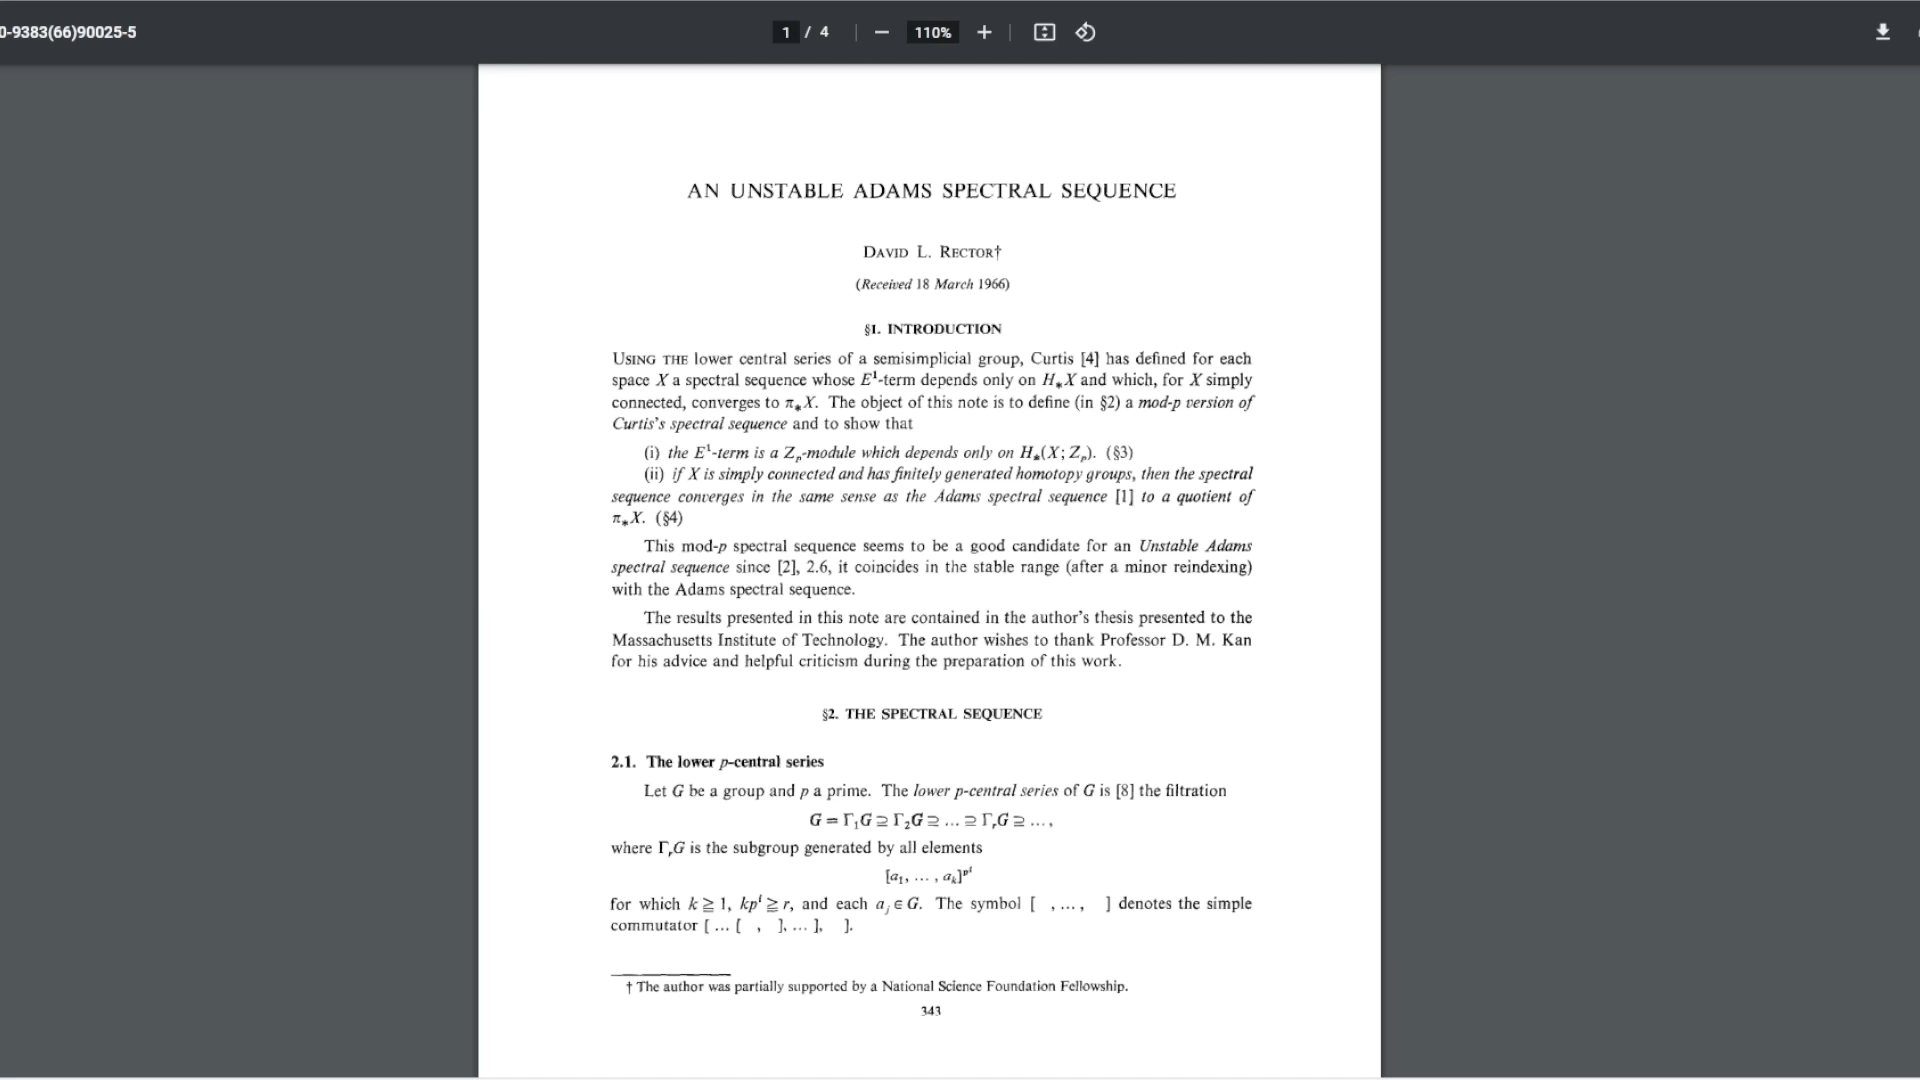 0-9383(66)90025-5
1 / 4
110%
AN UNSTABLE ADAMS SPECTRAL SEQUENCE
DAVID L. RECTOR†
(Received 18 March 1966)
§1. INTRODUCTION
USING THE lower central series of a semisimplicial group, Curtis [4] has defined for each
space X a spectral sequence whose E¹-term depends only on H⁎X and which, for X simply
connected, converges to π⁎X. The object of this note is to define (in §2) a mod-p version of
Curtis's spectral sequence and to show that
(i) the E¹-term is a Zₚ-module which depends only on H⁎(X; Zₚ). (§3)
(ii) if X is simply connected and has finitely generated homotopy groups, then the spectral
sequence converges in the same sense as the Adams spectral sequence [1] to a quotient of
π⁎X. (§4)
This mod-p spectral sequence seems to be a good candidate for an Unstable Adams
spectral sequence since [2], 2.6, it coincides in the stable range (after a minor reindexing)
with the Adams spectral sequence.
The results presented in this note are contained in the author's thesis presented to the
Massachusetts Institute of Technology. The author wishes to thank Professor D. M. Kan
for his advice and helpful criticism during the preparation of this work.
§2. THE SPECTRAL SEQUENCE
2.1. The lower p-central series
Let G be a group and p a prime. The lower p-central series of G is [8] the filtration
G = Γ₁G ⊇ Γ₂G ⊇ ... ⊇ ΓᵣG ⊇ ...,
where ΓᵣG is the subgroup generated by all elements
[a₁, ... , aₖ]^{pⁱ}
for which k ≧ 1, kpⁱ ≧ r, and each aⱼ ∈ G. The symbol [ , ... , ] denotes the simple
commutator [ ... [ , ], ... ], ].
† The author was partially supported by a National Science Foundation Fellowship.
343